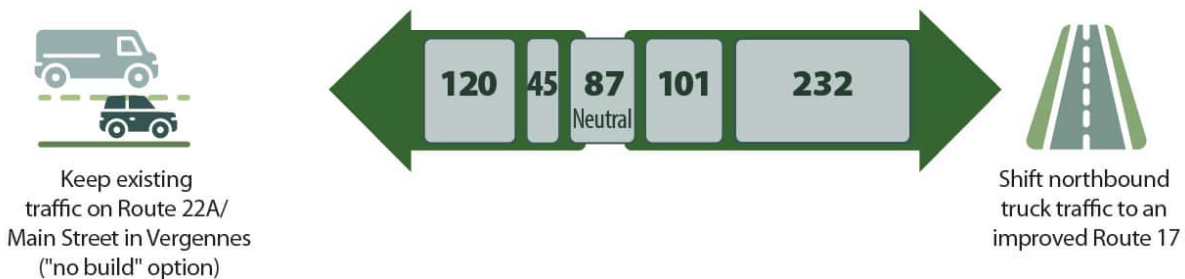 120
45
87
Neutral
101
232
Keep existing
traffic on Route 22A/
Main Street in Vergennes
("no build" option)
Shift northbound
truck traffic to an
improved Route 17